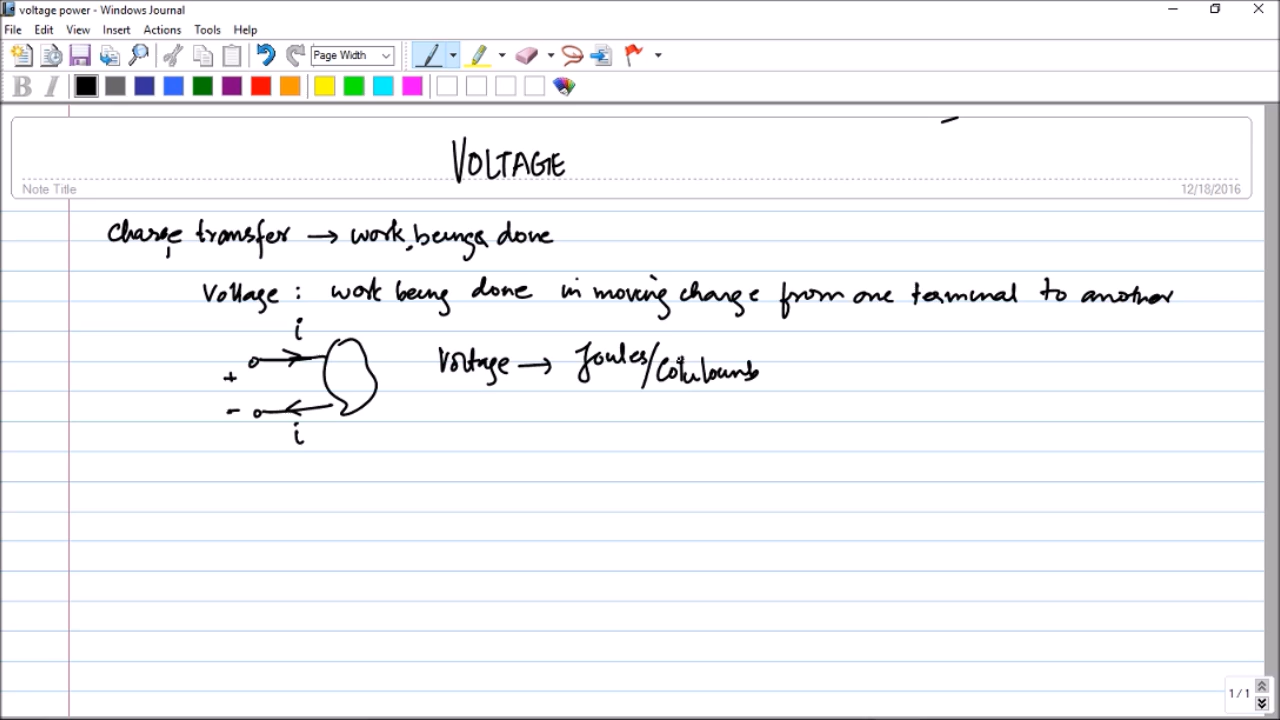 voltage power - Windows Journal
File Edit View Insert Actions Tools Help
Page Width
B I
VOLTAGE
Note Title
12/18/2016
Charge transfer → work being done
Voltage : work being done in moving charge from one terminal to another
i
+
-
i
Voltage → Joules/Couloumb
1 / 1